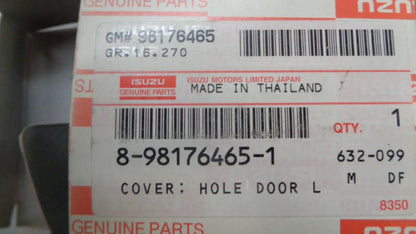 GENUINE PARTS
GM# 98176465
GR.16.270
ISUZU
GENUINE PARTS
ISUZU MOTORS LIMITED JAPAN
MADE IN THAILAND
QTY. 1
8-98176465-1
632-099
COVER: HOLE DOOR L
M DF
8350
GENUINE PARTS